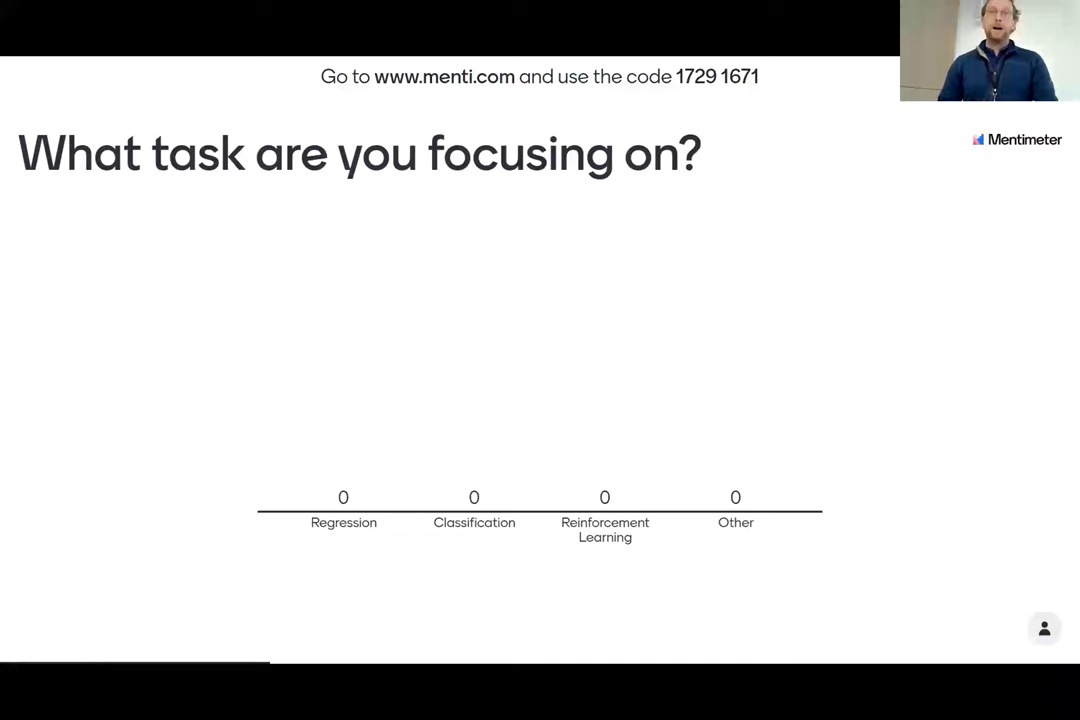 Go to www.menti.com and use the code 1729 1671
What task are you focusing on?
Mentimeter
0 0 0 0
Regression Classification Reinforcement Learning Other